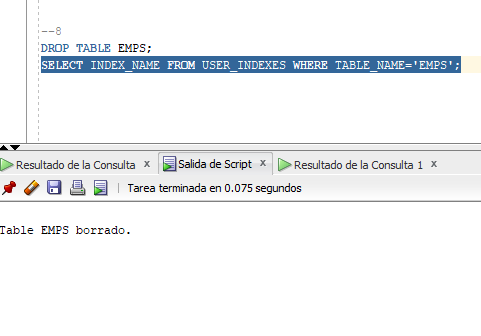 --8
DROP TABLE EMPS;
SELECT INDEX_NAME FROM USER_INDEXES WHERE TABLE_NAME='EMPS';
Resultado de la Consulta x Salida de Script x Resultado de la Consulta 1 x
Tarea terminada en 0.075 segundos
Table EMPS borrado.